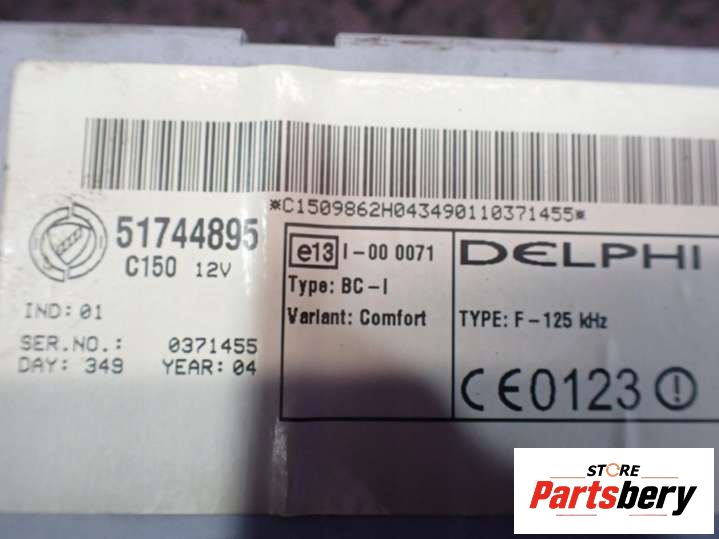 *C1509862H043490110371455*
51744895
C150 12V
IND:01
SER.NO.: 0371455
DAY: 349 YEAR:04
e13 I-00 0071
Type: BC-I
Variant: Comfort
DELPHI
TYPE: F-125 kHz
CE0123
STORE
Partsbery